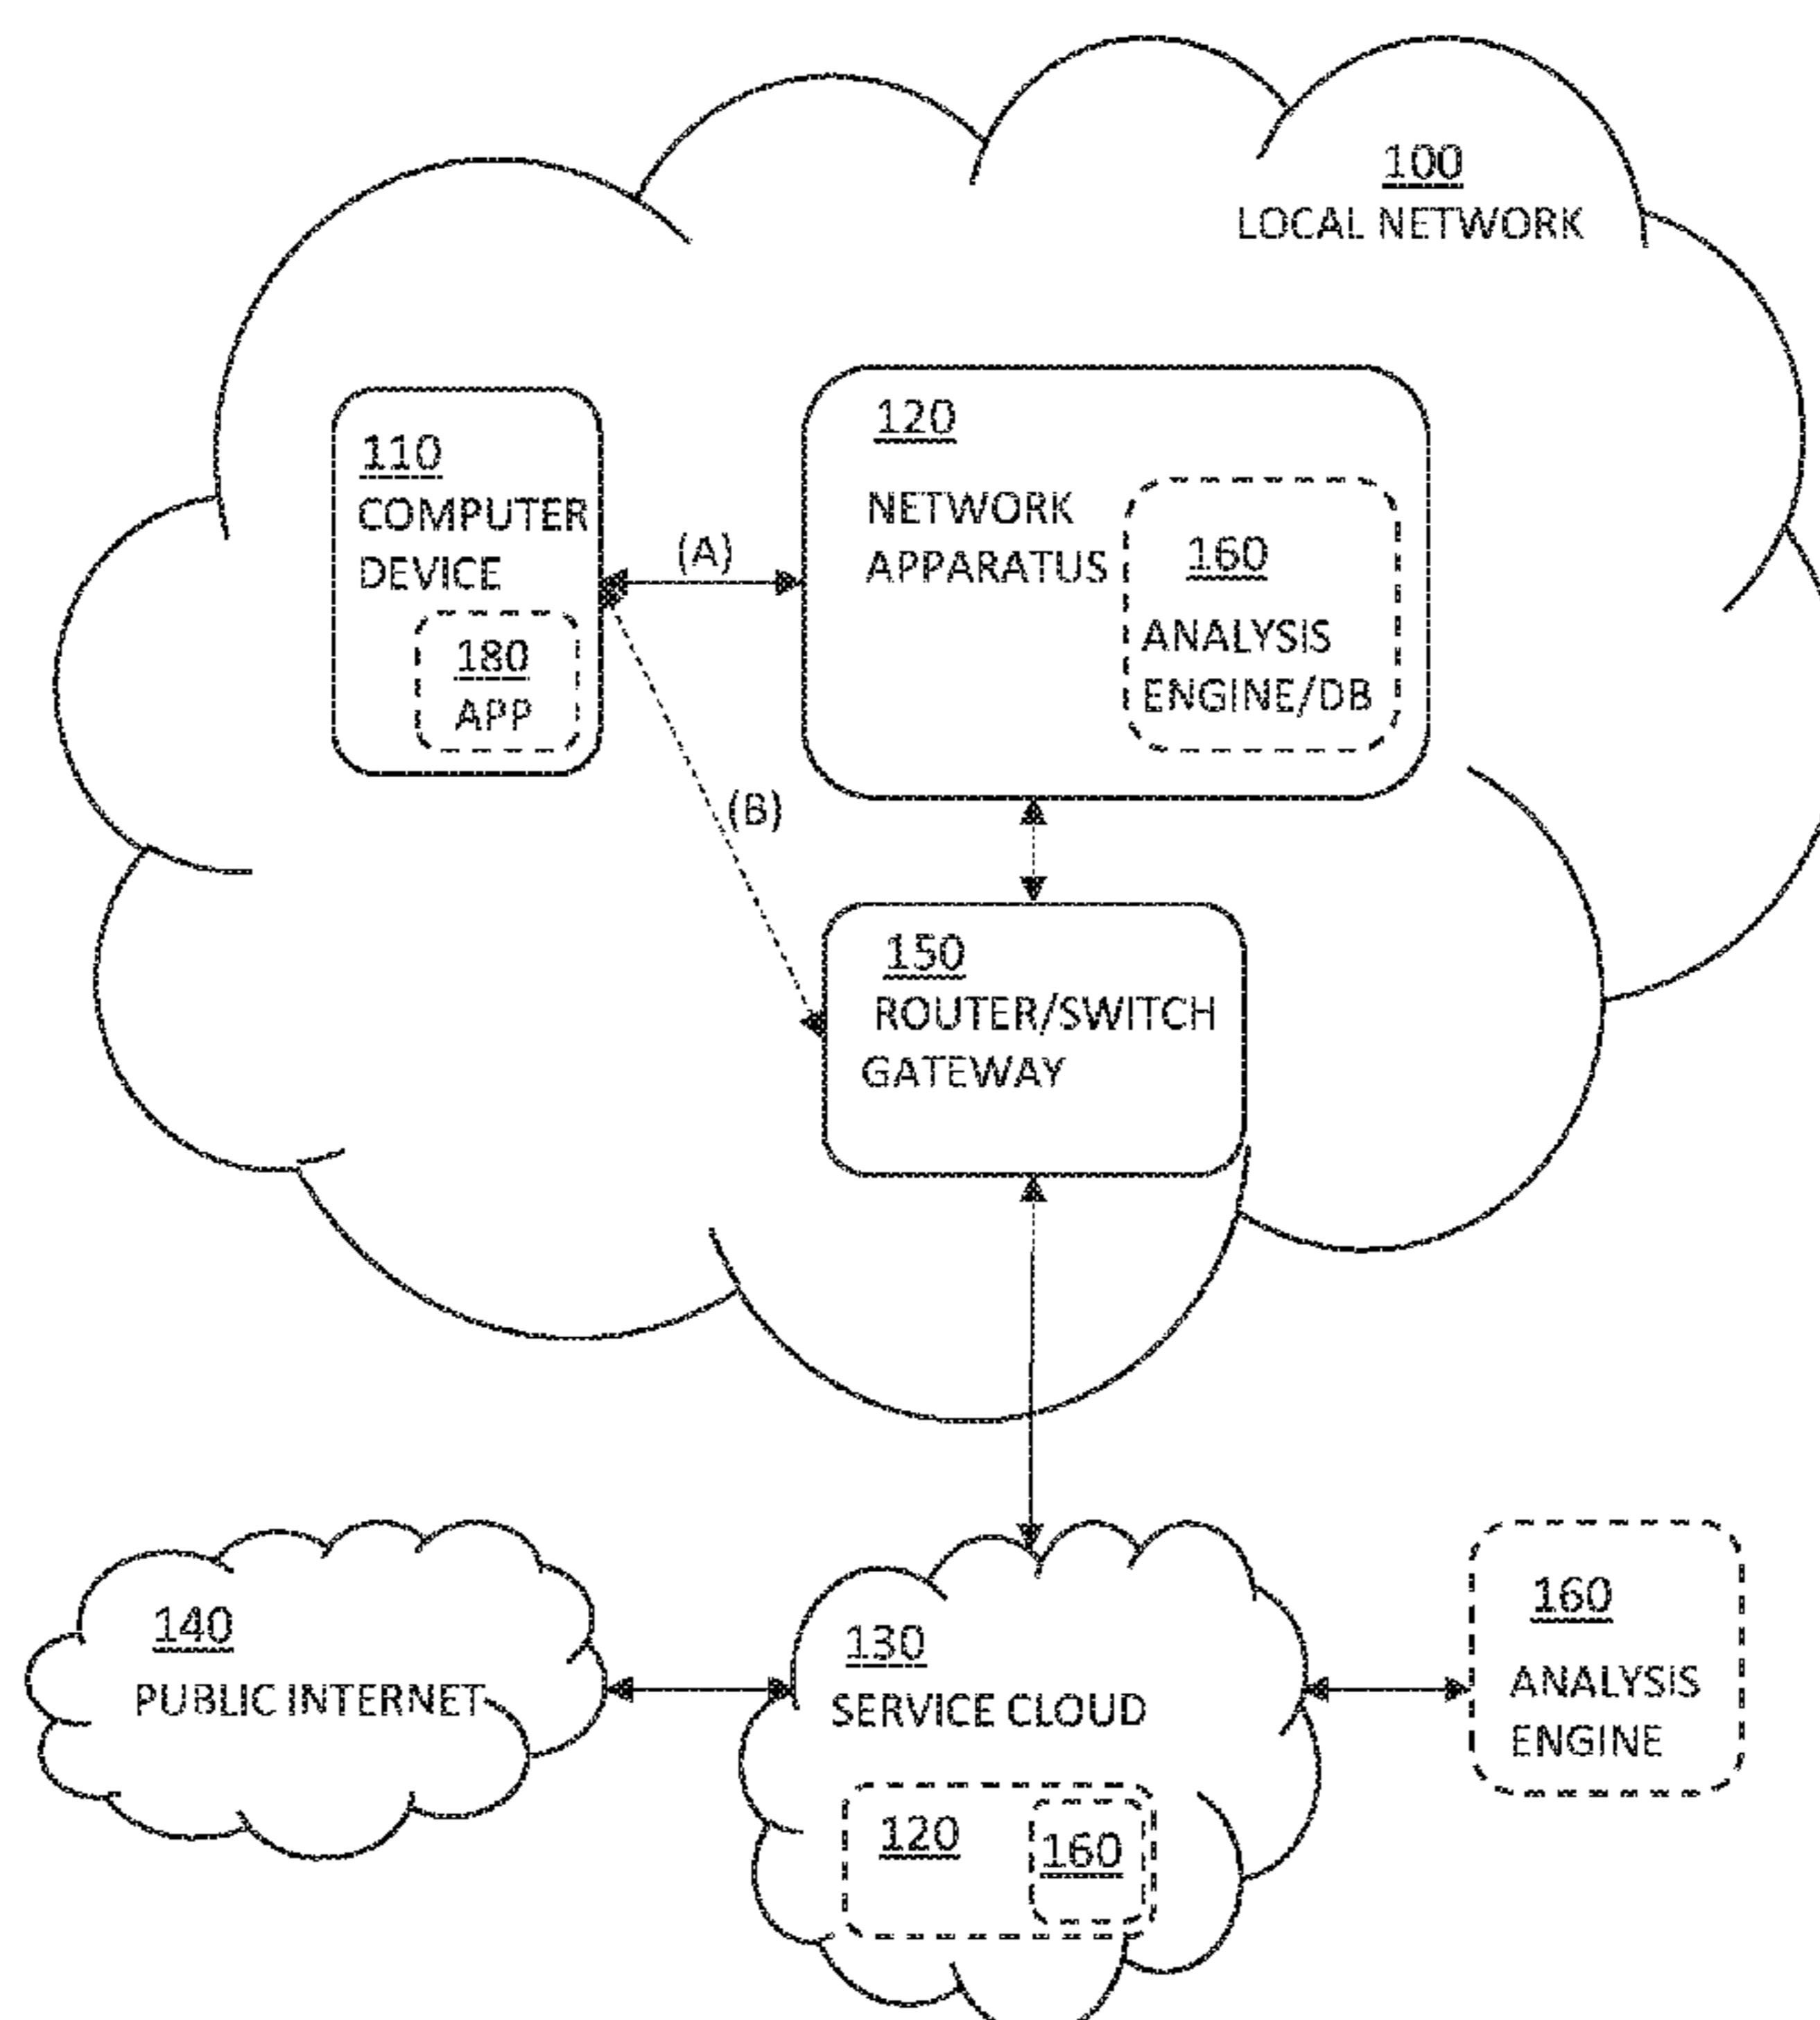 100
LOCAL NETWORK
110
COMPUTER
DEVICE
180
APP
(A)
120
NETWORK
APPARATUS
160
ANALYSIS
ENGINE/DB
(B)
150
ROUTER/SWITCH
GATEWAY
140
PUBLIC INTERNET
130
SERVICE CLOUD
120
160
160
ANALYSIS
ENGINE